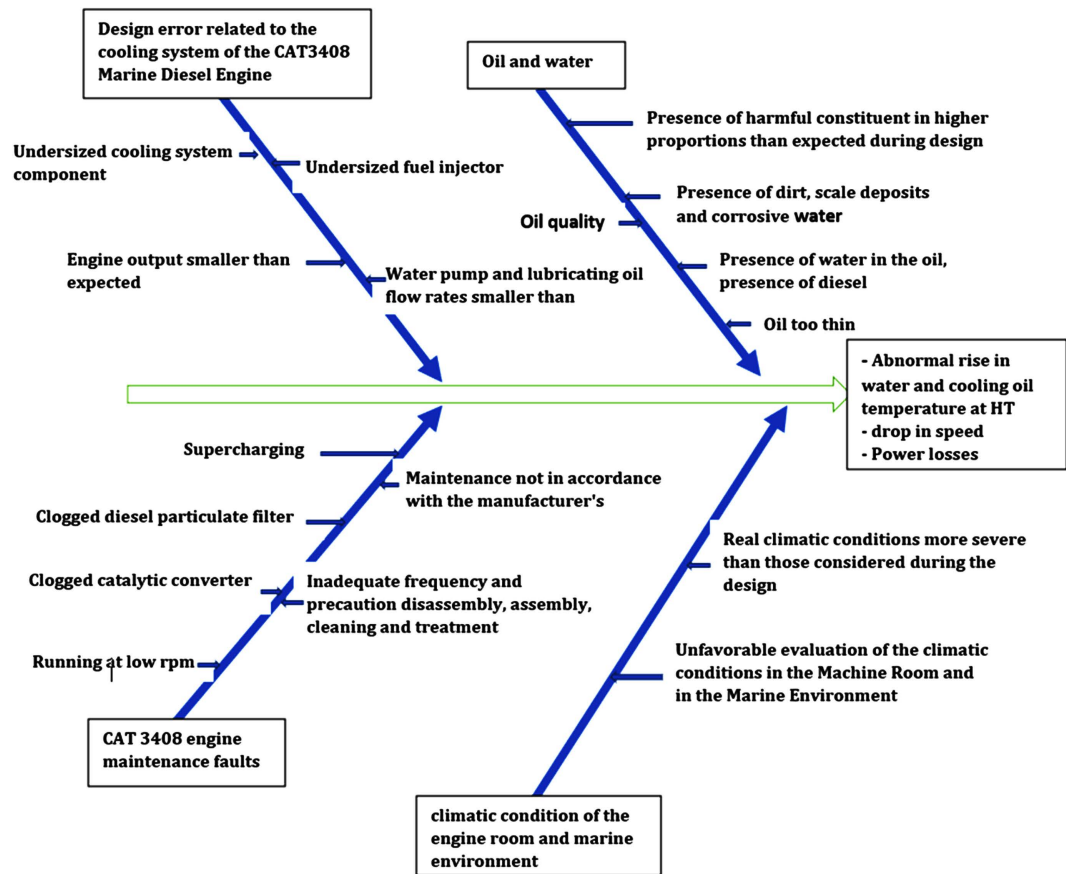 Design error related to the
cooling system of the CAT3408
Marine Diesel Engine
Oil and water
Undersized cooling system
component
Undersized fuel injector
Engine output smaller than
expected
Water pump and lubricating oil
flow rates smaller than
Presence of harmful constituent in higher
proportions than expected during design
Presence of dirt, scale deposits
and corrosive water
Oil quality
Presence of water in the oil,
presence of diesel
Oil too thin
- Abnormal rise in
water and cooling oil
temperature at HT
- drop in speed
- Power losses
Supercharging
Maintenance not in accordance
with the manufacturer's
Clogged diesel particulate filter
Clogged catalytic converter
Inadequate frequency and
precaution disassembly, assembly,
cleaning and treatment
Running at low rpm
CAT 3408 engine
maintenance faults
Real climatic conditions more severe
than those considered during the
design
Unfavorable evaluation of the climatic
conditions in the Machine Room and
in the Marine Environment
climatic condition of the
engine room and marine
environment